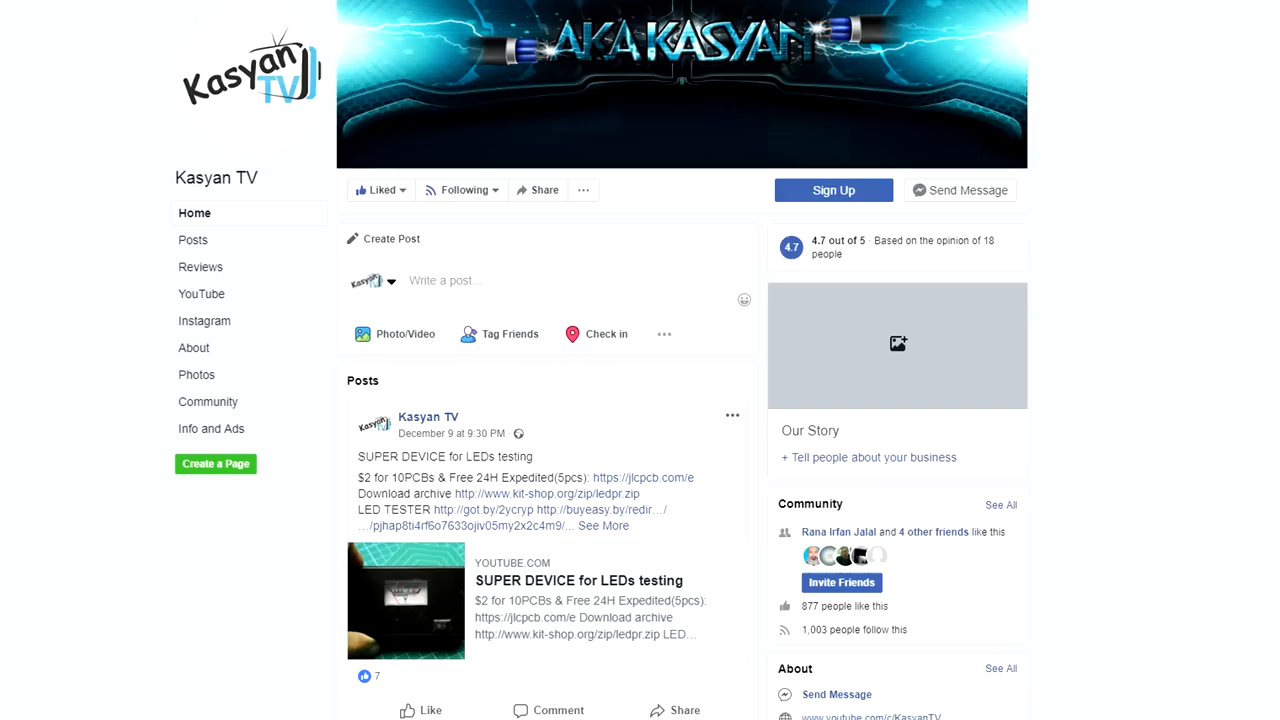 AKA KASYAN
Kasyan TV
Kasyan TV
Liked
Following
Share
Sign Up
Send Message
Home
Posts
Reviews
YouTube
Instagram
About
Photos
Community
Info and Ads
Create a Page
Create Post
Kasyan TV
Write a post...
Photo/Video
Tag Friends
Check in
Posts
Kasyan TV
Kasyan TV
December 9 at 9:30 PM
SUPER DEVICE for LEDs testing
$2 for 10PCBs & Free 24H Expedited(5pcs): https://jlcpcb.com/e
Download archive http://www.kit-shop.org/zip/ledpr.zip
LED TESTER http://got.by/2ycryp http://buyeasy.by/redir…/
…/pjhap8ti4rf6o7633ojiv05my2x2c4m9/... See More
YOUTUBE.COM
SUPER DEVICE for LEDs testing
$2 for 10PCBs & Free 24H Expedited(5pcs):
https://jlcpcb.com/e Download archive
http://www.kit-shop.org/zip/ledpr.zip LED…
7
Like
Comment
Share
4.7
4.7 out of 5 · Based on the opinion of 18
people
Our Story
+ Tell people about your business
Community
See All
Rana Irfan Jalal and 4 other friends like this
Invite Friends
877 people like this
1,003 people follow this
About
See All
Send Message
www.youtube.com/c/KasyanTV